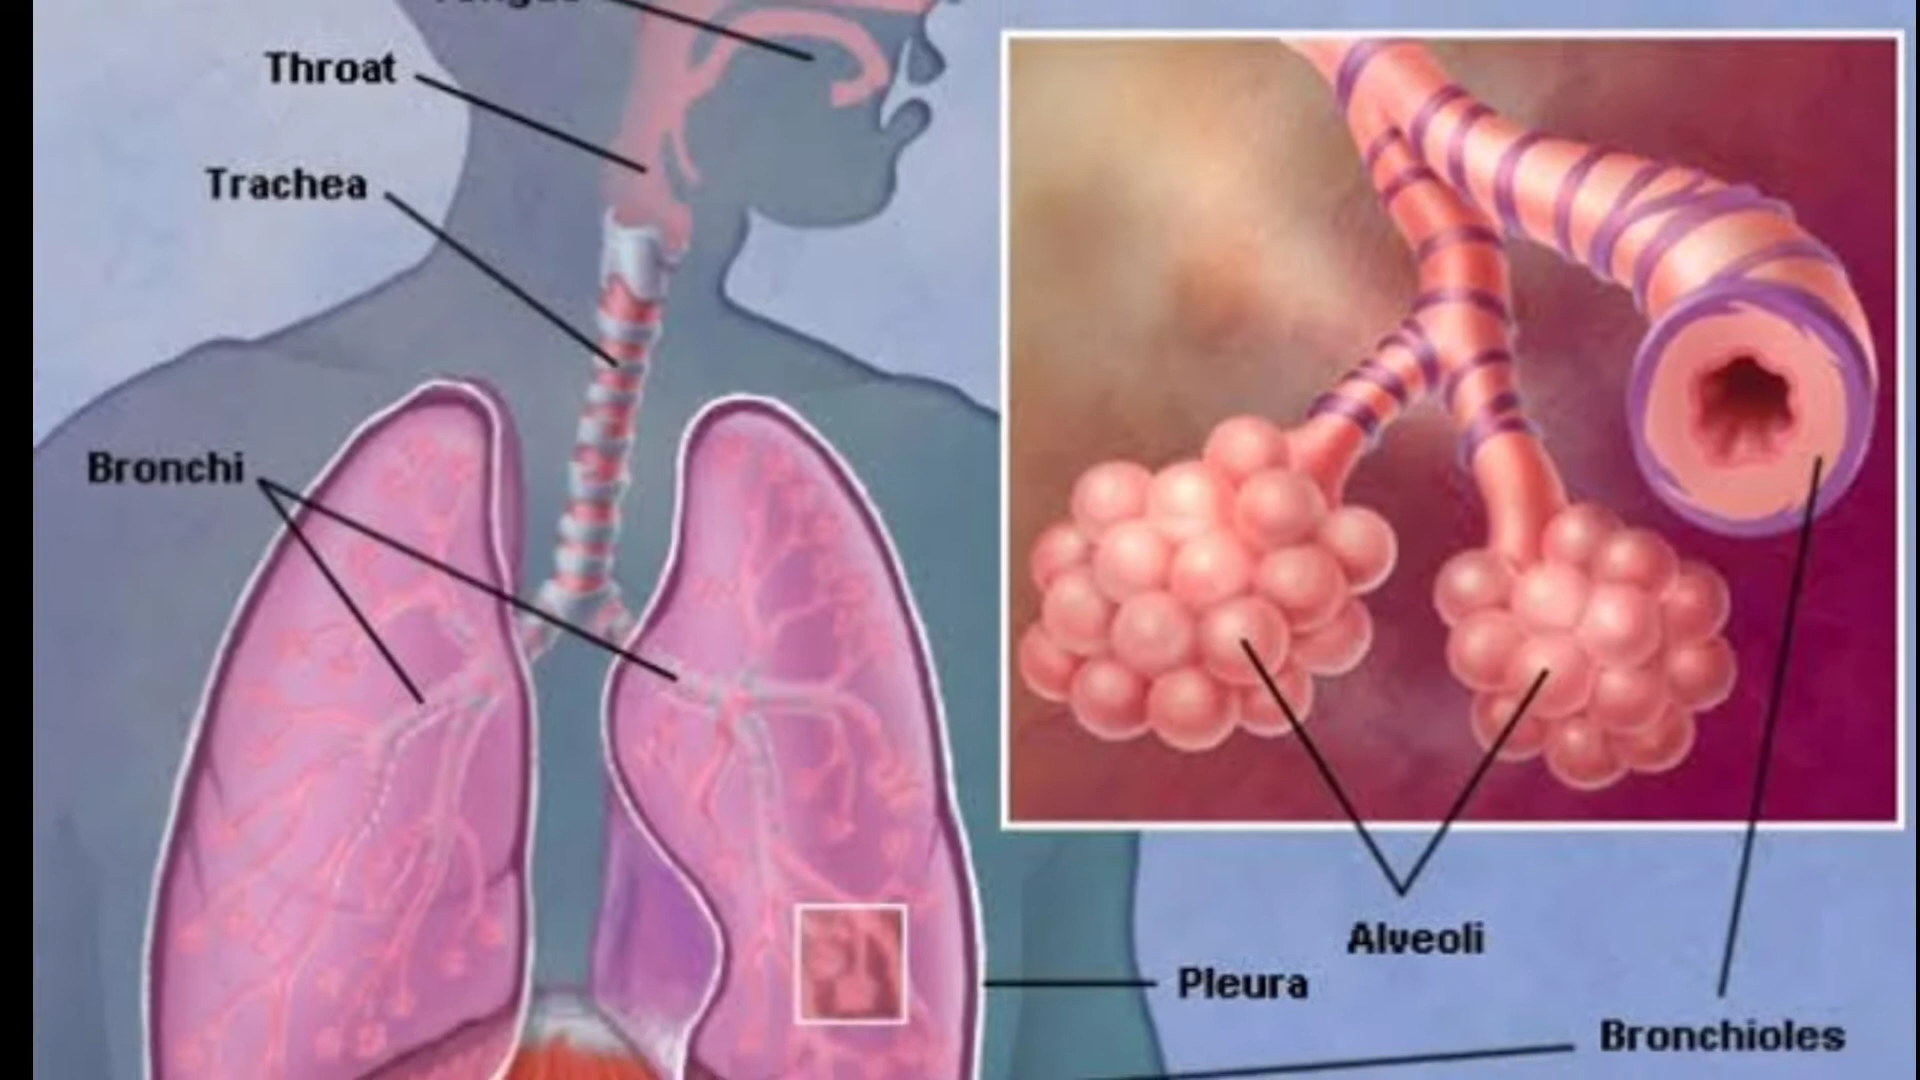 Throat
Trachea
Bronchi
Alveoli
Pleura
Bronchioles